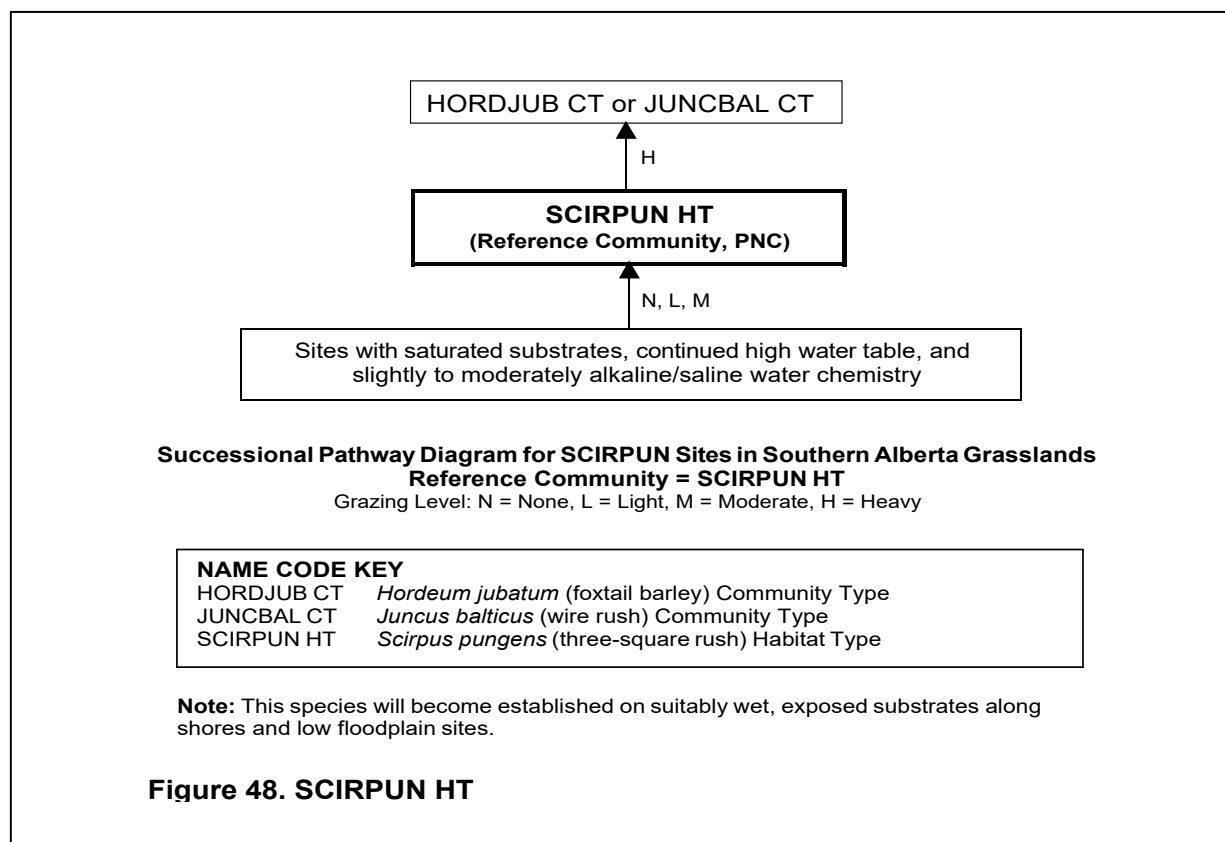 HORDJUB CT or JUNCBAL CT
H
SCIRPUN HT
(Reference Community, PNC)
N, L, M
Sites with saturated substrates, continued high water table, and
slightly to moderately alkaline/saline water chemistry
Successional Pathway Diagram for SCIRPUN Sites in Southern Alberta Grasslands
Reference Community = SCIRPUN HT
Grazing Level: N = None, L = Light, M = Moderate, H = Heavy
NAME CODE KEY
HORDJUB CT Hordeum jubatum (foxtail barley) Community Type
JUNCBAL CT Juncus balticus (wire rush) Community Type
SCIRPUN HT Scirpus pungens (three-square rush) Habitat Type
Note: This species will become established on suitably wet, exposed substrates along
shores and low floodplain sites.
Figure 48. SCIRPUN HT